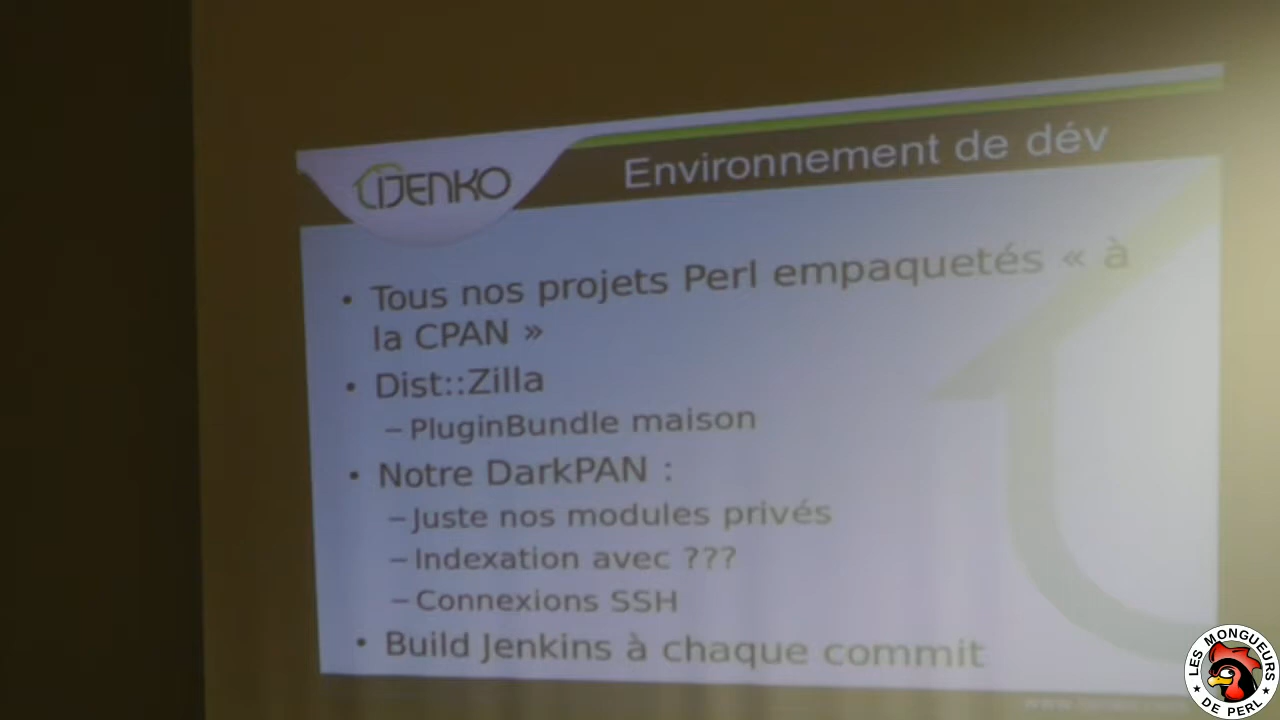 IJENKO
Environnement de dév
• Tous nos projets Perl empaquetés « à
la CPAN »
• Dist::Zilla
– PluginBundle maison
• Notre DarkPAN :
– Juste nos modules privés
– Indexation avec ???
– Connexions SSH
• Build Jenkins à chaque commit
LES MONGUEURS
DE PERL